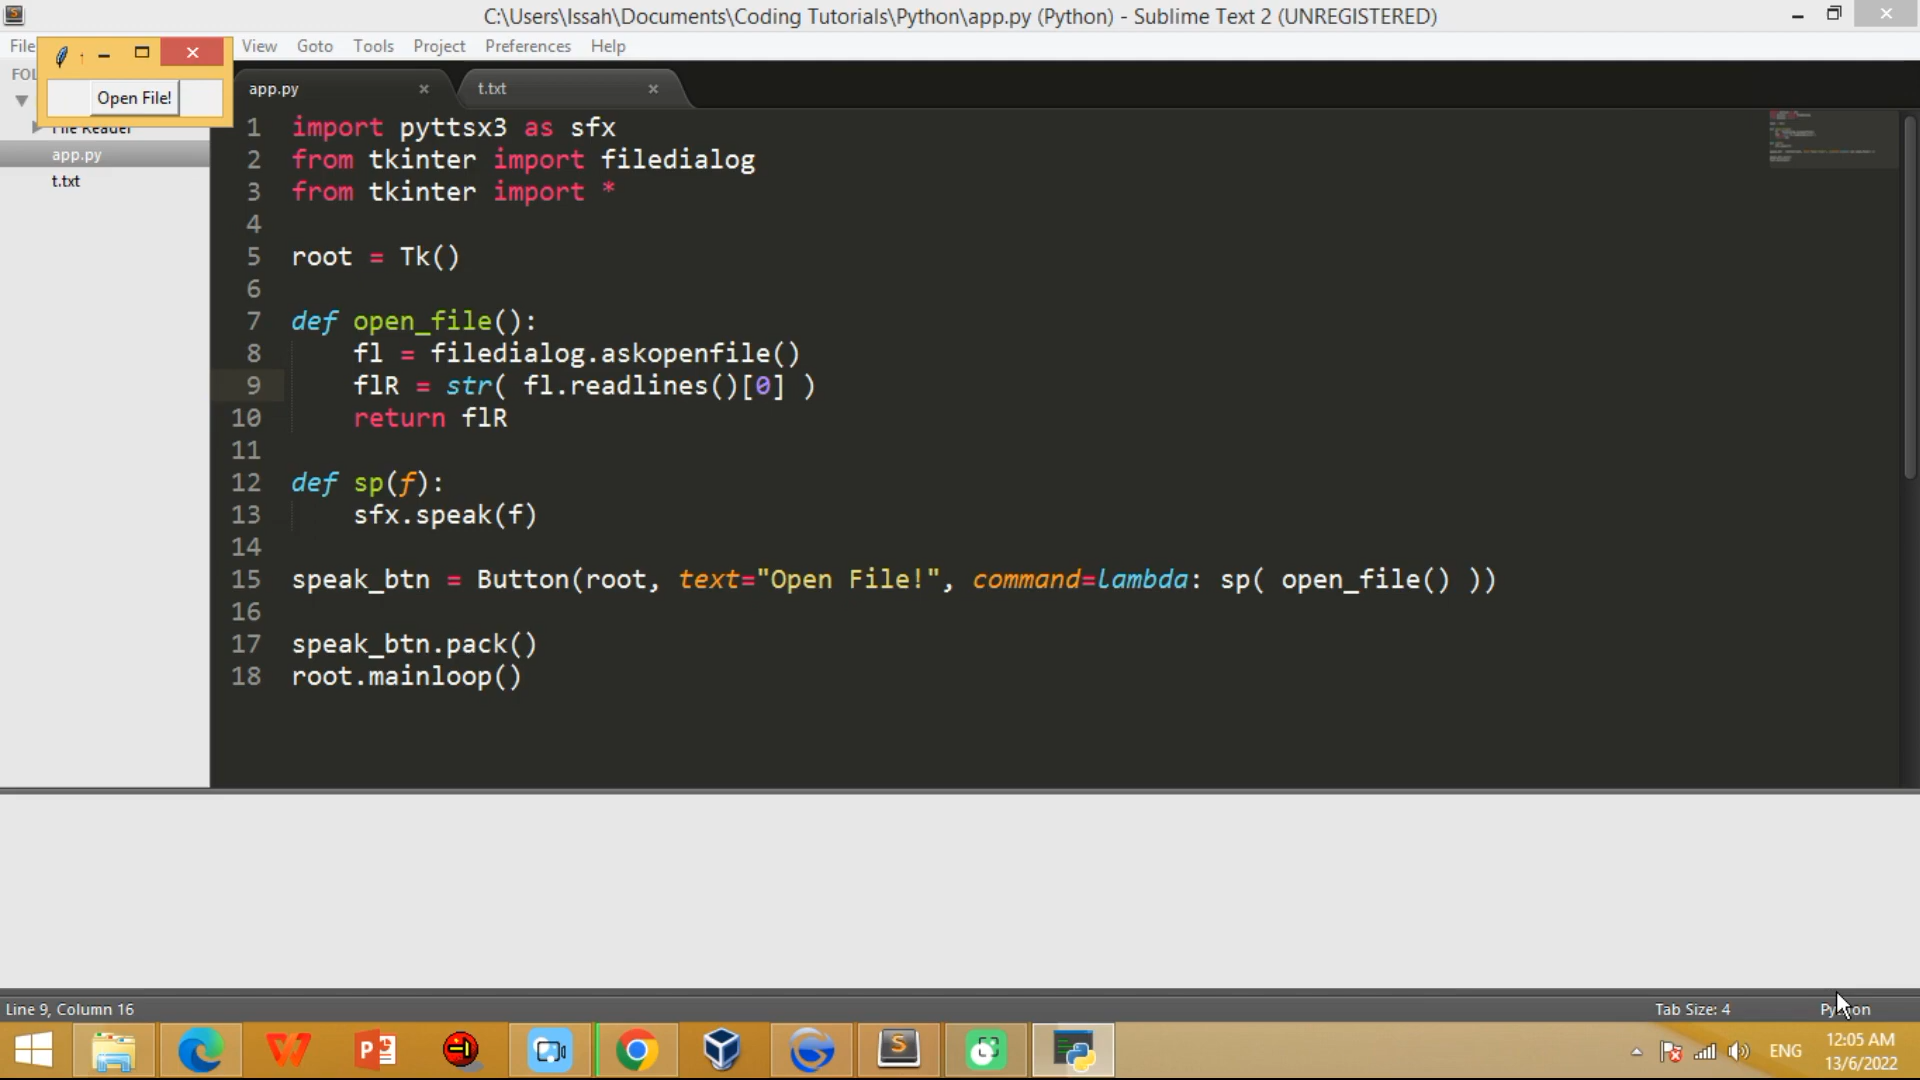 C:\Users\Issah\Documents\Coding Tutorials\Python\app.py (Python) - Sublime Text 2 (UNREGISTERED)
File View Goto Tools Project Preferences Help
Open File!
File Reader
app.py
t.txt
app.py t.txt
1 import pyttsx3 as sfx
2 from tkinter import filedialog
3 from tkinter import *
4
5 root = Tk()
6
7 def open_file():
8 fl = filedialog.askopenfile()
9 flR = str( fl.readlines()[0] )
10 return flR
11
12 def sp(f):
13 sfx.speak(f)
14
15 speak_btn = Button(root, text="Open File!", command=lambda: sp( open_file() ))
16
17 speak_btn.pack()
18 root.mainloop()
Line 9, Column 16 Tab Size: 4 Python
ENG
12:05 AM
13/6/2022